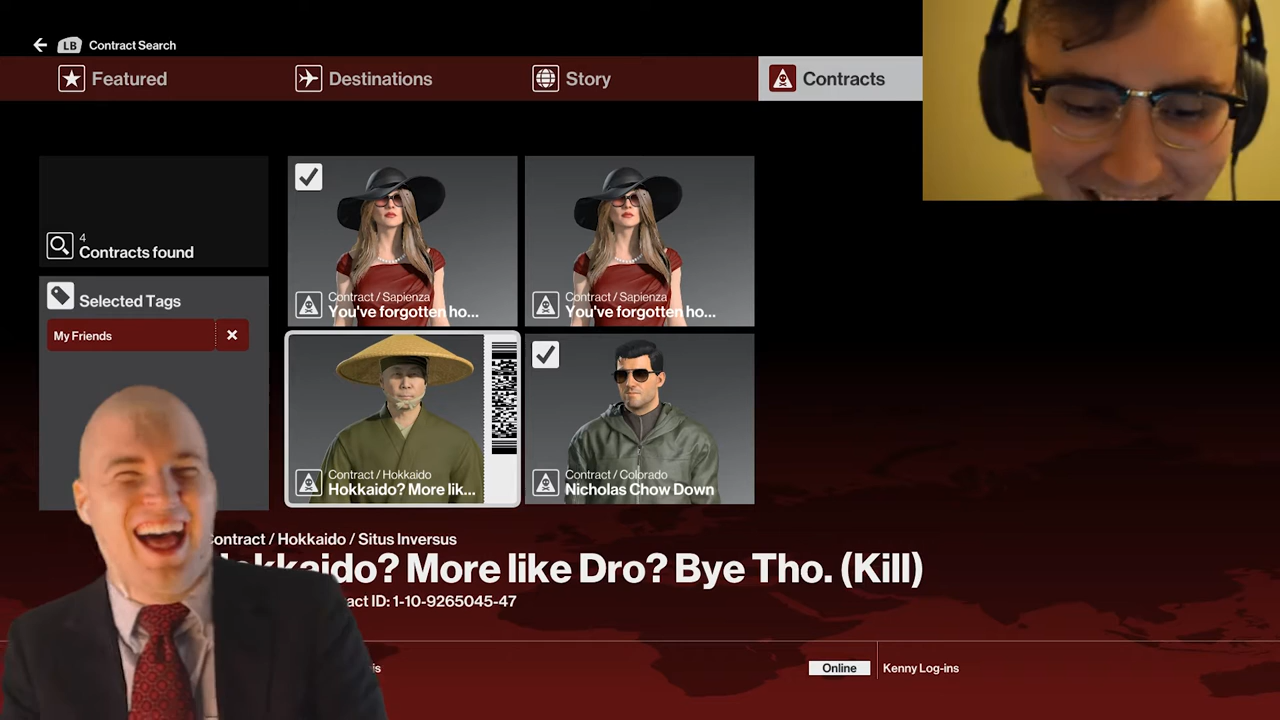 LB Contract Search
Featured
Destinations
Story
Contracts
4
Contracts found
Selected Tags
My Friends
Contract / Sapienza
You've forgotten ho...
Contract / Sapienza
You've forgotten ho...
Contract / Hokkaido
Hokkaido? More lik...
Contract / Colorado
Nicholas Chow Down
ontract / Hokkaido / Situs Inversus
okkaido? More like Dro? Bye Tho. (Kill)
act ID: 1-10-9265045-47
is
Online
Kenny Log-ins